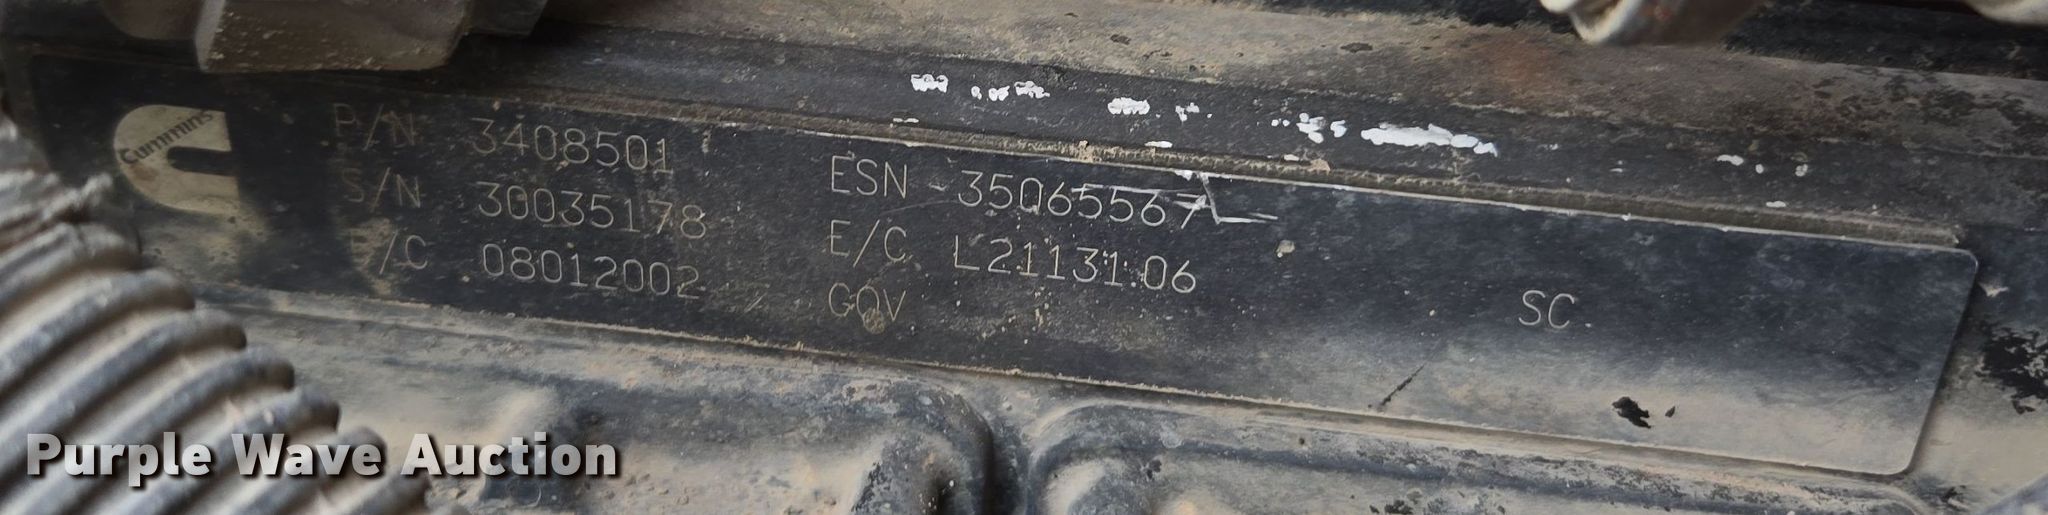 Cummins
P/N 3408501
S/N 30035178
D/C 08012002
ESN 35065567
E/C L21131.06
GOV
SC
Purple Wave Auction